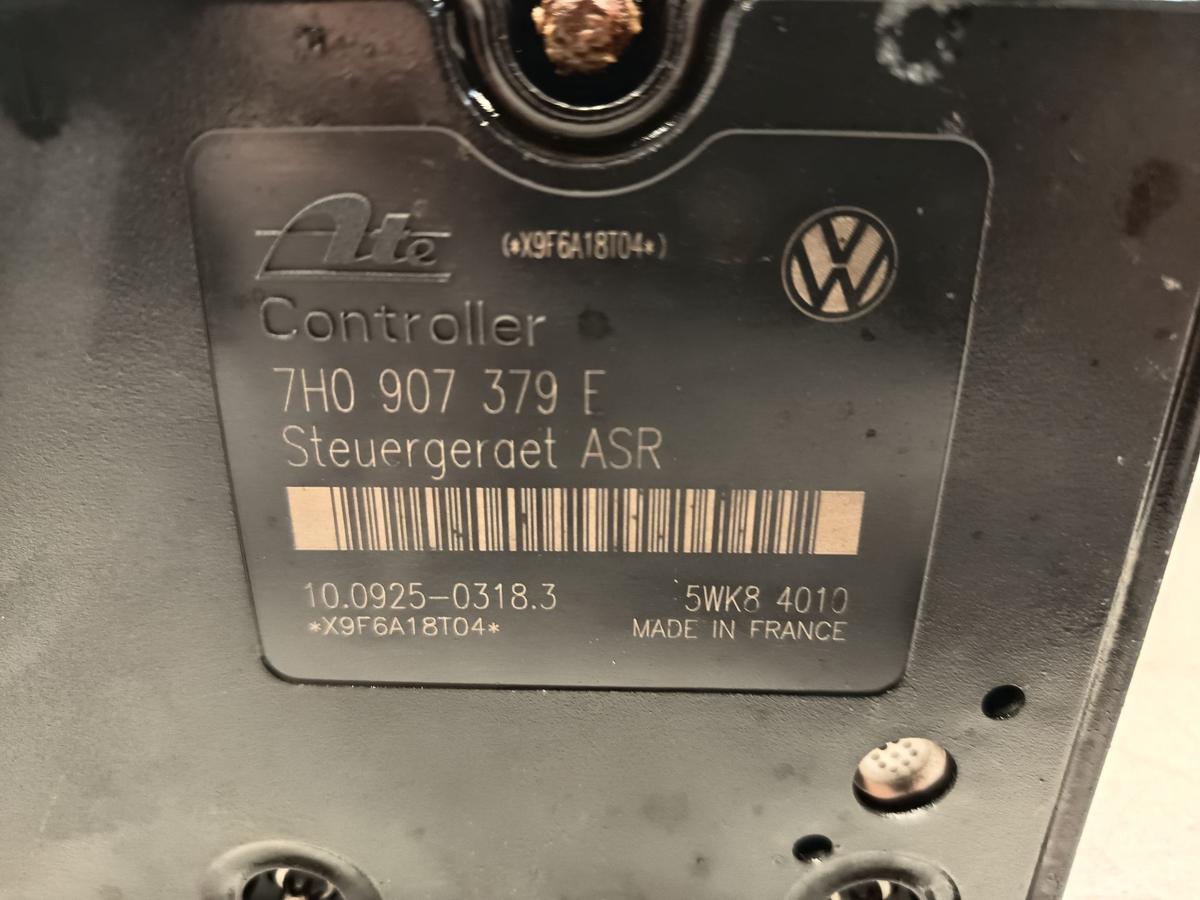 Ate (*X9F6A18T04*)
Controller
7H0 907 379 E
Steuergeraet ASR
10.0925-0318.3 5WK8 4010
*X9F6A18T04* MADE IN FRANCE